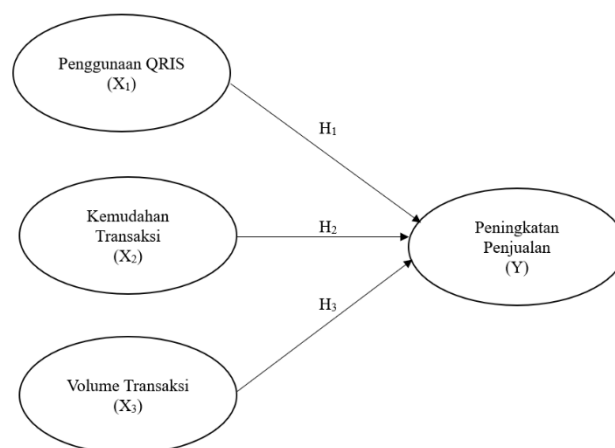 Penggunaan QRIS
(X₁)
H₁
Kemudahan
Transaksi
(X₂)
H₂
Peningkatan
Penjualan
(Y)
H₃
Volume Transaksi
(X₃)